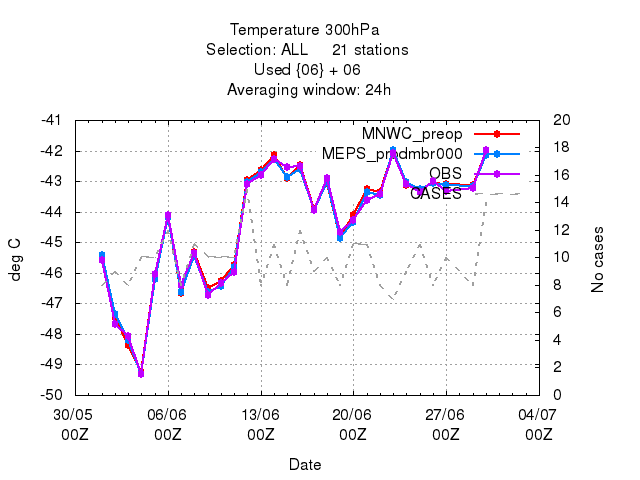 Temperature 300hPa
Selection: ALL 21 stations
Used {06} + 06
Averaging window: 24h
-41
-42
-43
-44
-45
-46
-47
-48
-49
-50
deg C
20
18
16
14
12
10
8
6
4
2
0
No cases
MNWC_preop
MEPS_prodmbr000
OBS
CASES
30/05 06/06 13/06 20/06 27/06 04/07
00Z 00Z 00Z 00Z 00Z 00Z
Date